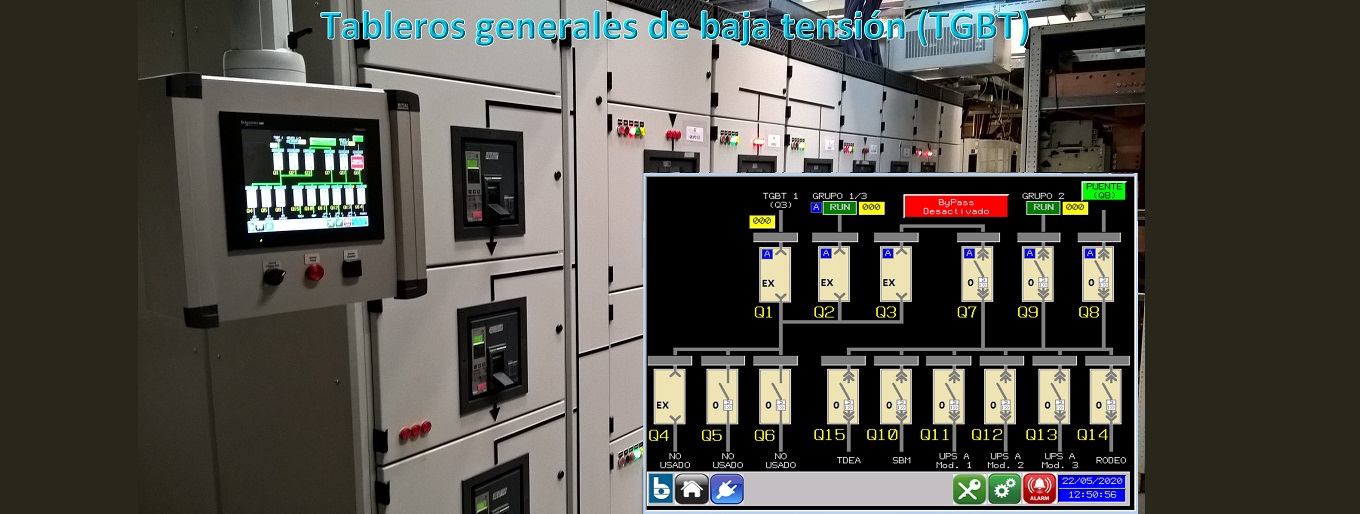 Tableros generales de baja tensión (TGBT)
TGBT 1
(Q3)
GRUPO 1/3
GRUPO 2
PUENTE
(Q8)
000
A
RUN
000
ByPass
Desactivado
RUN
000
A
A
A
A
A
A
EX
EX
EX
0
0
0
Q1
Q2
Q3
Q7
Q9
Q8
EX
0
0
0
0
0
0
0
0
Q4
Q5
Q6
Q15
Q10
Q11
Q12
Q13
Q14
NO
USADO
NO
USADO
NO
USADO
TDEA
SBM
UPS A
Mod. 1
UPS A
Mod. 2
UPS A
Mod. 3
RODEO
b
ALARM
22/05/2020
12:50:56